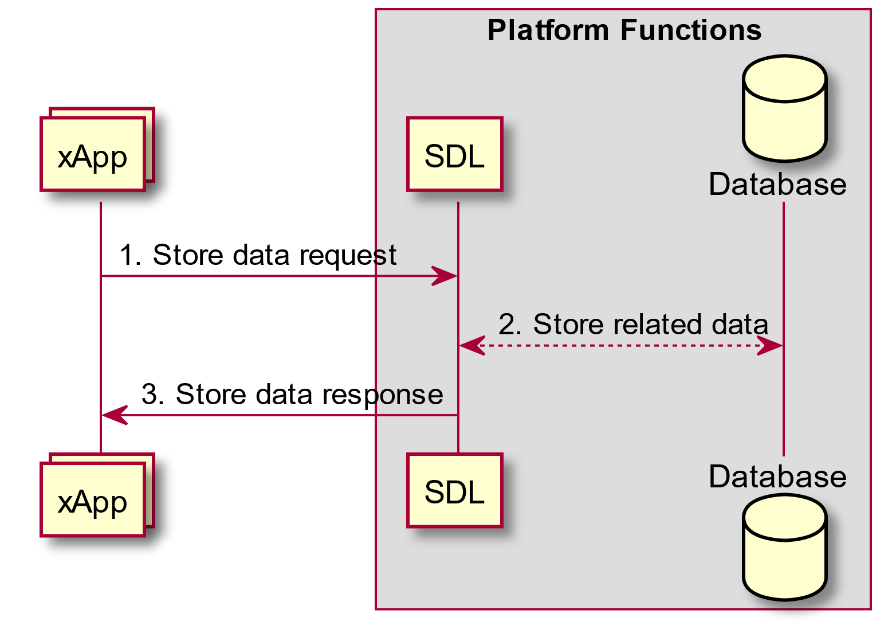 Platform Functions
xApp
SDL
Database
1. Store data request
2. Store related data
3. Store data response
xApp
SDL
Database